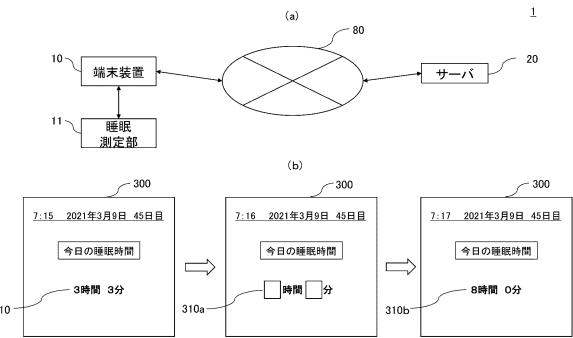 (a)
1
80
10
端末装置
サーバ
20
11
睡眠
測定部
(b)
300
7:15 2021年3月9日 45日目
今日の睡眠時間
3時間 3分
10
300
7:16 2021年3月9日 45日目
今日の睡眠時間
時間 分
310a
300
7:17 2021年3月9日 45日目
今日の睡眠時間
8時間 0分
310b